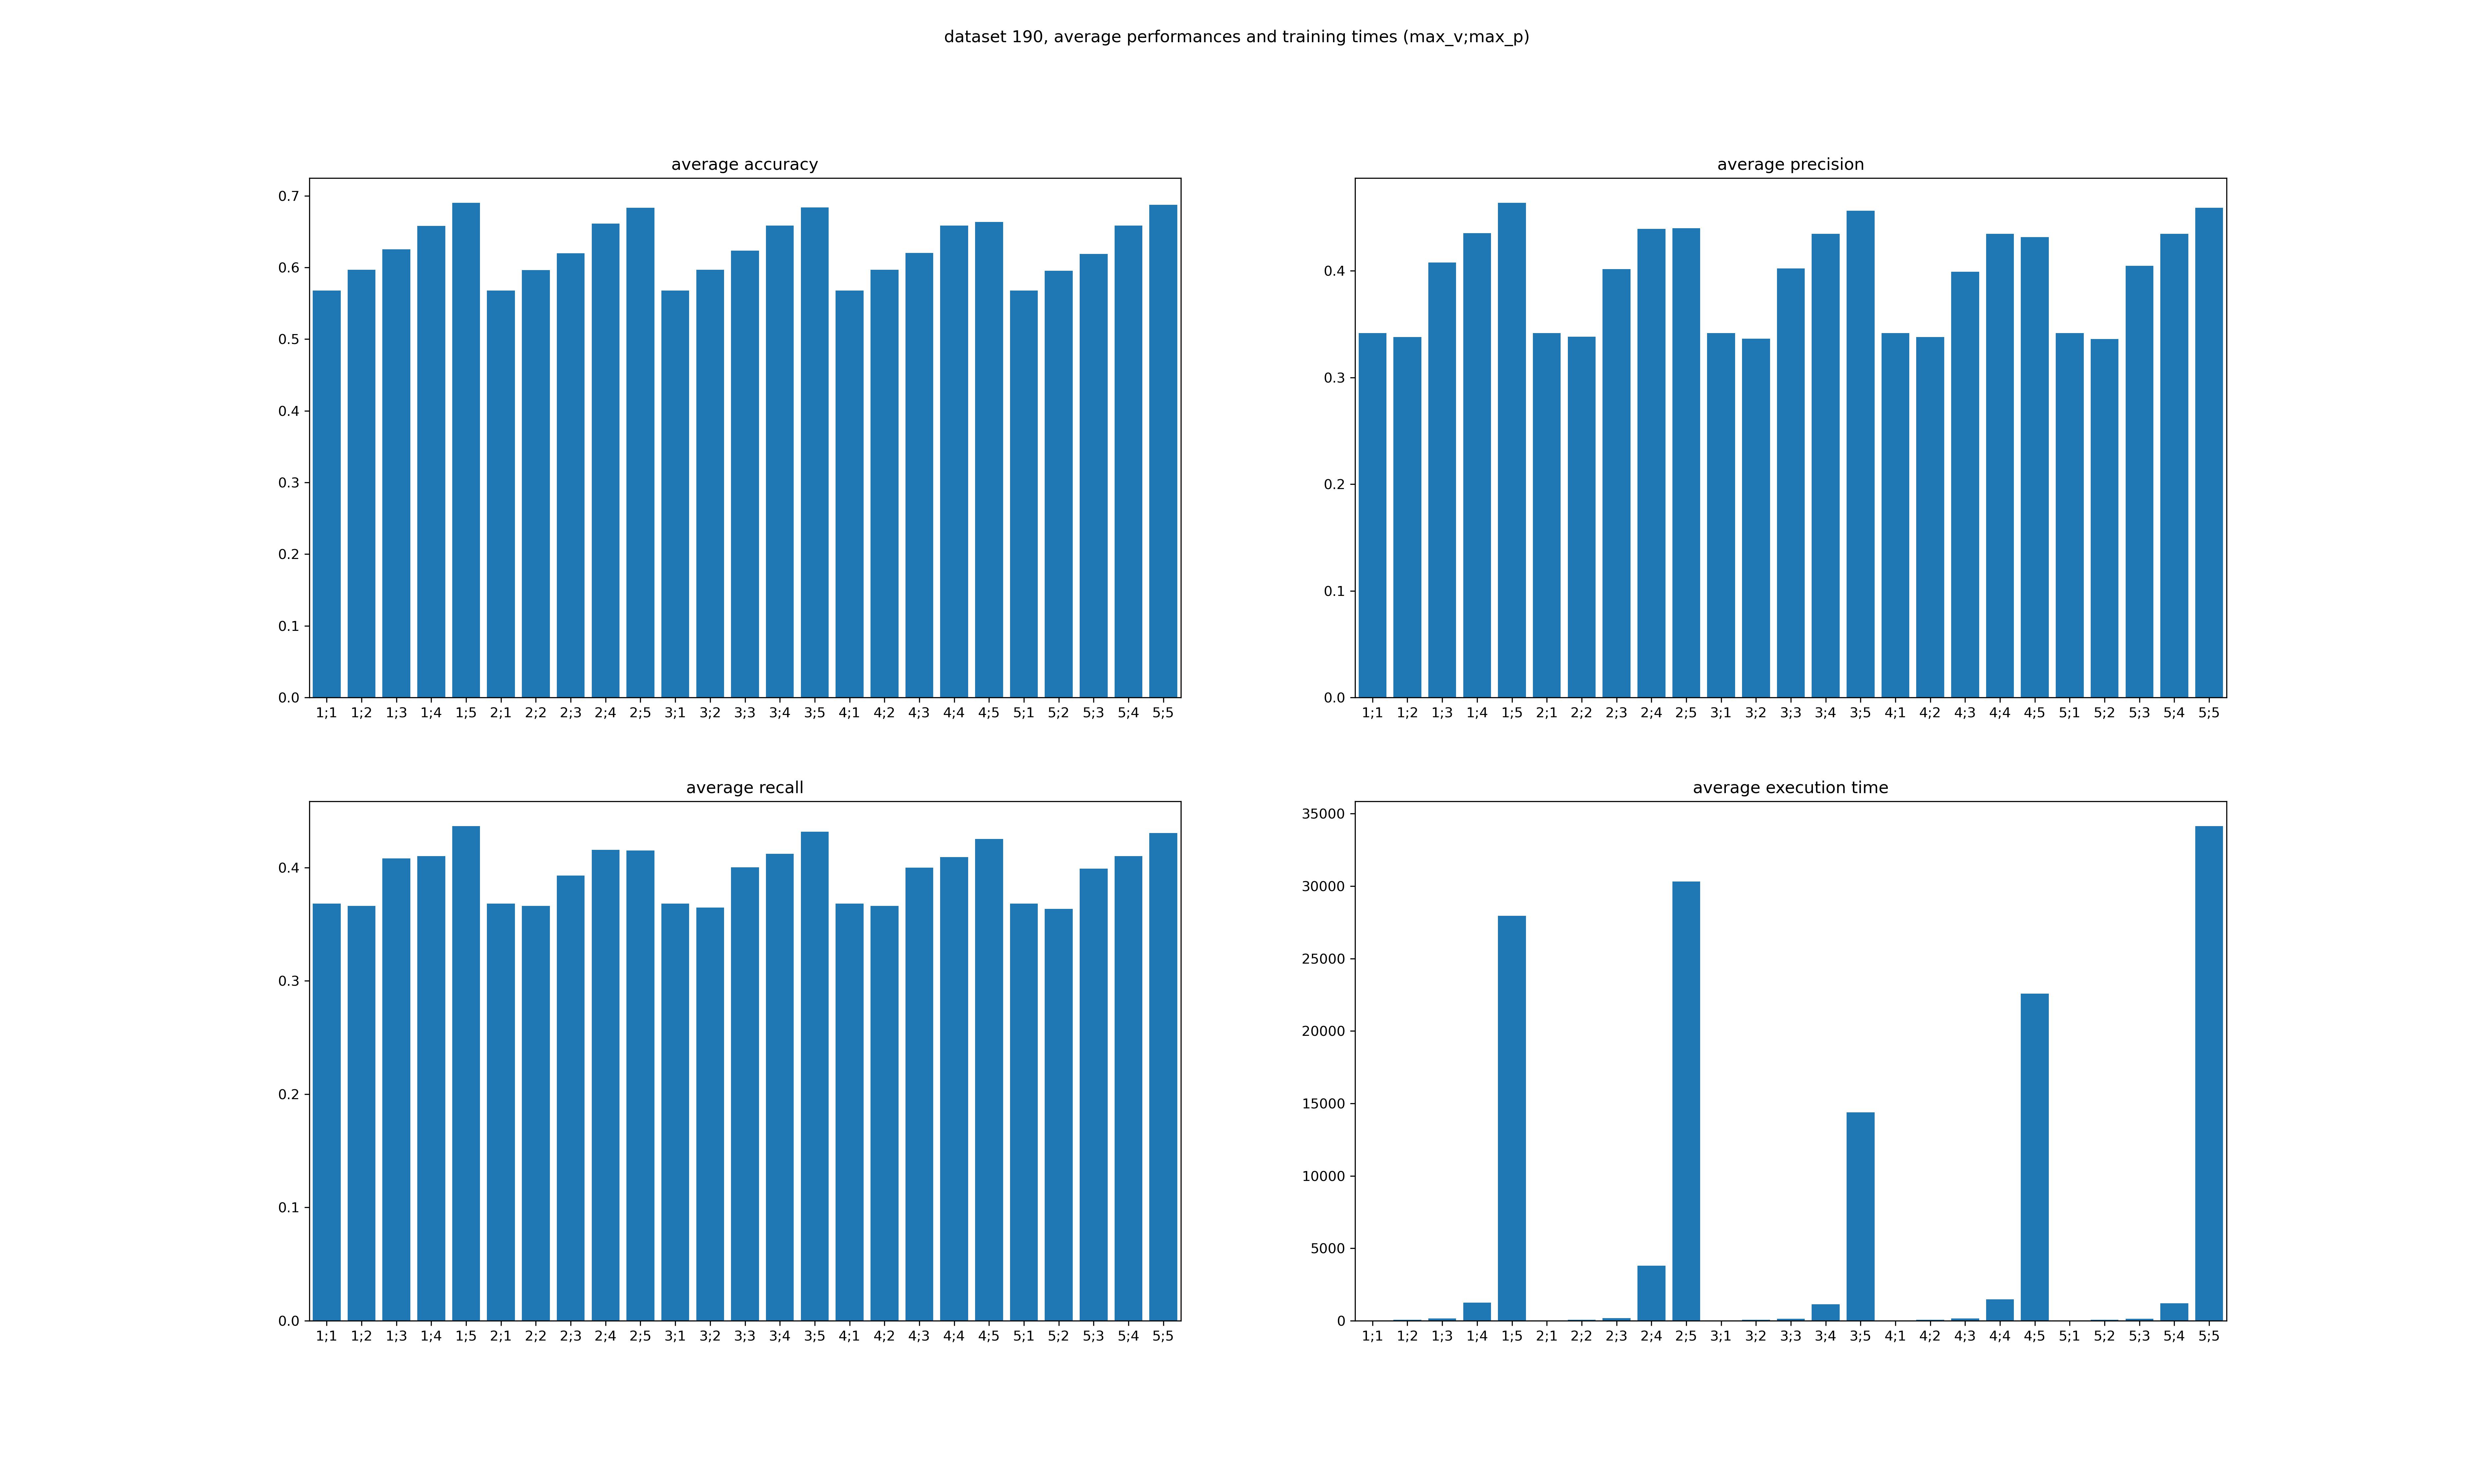 dataset 190, average performances and training times (max_v;max_p)
average accuracy
0.7
0.6
0.5
0.4
0.3
0.2
0.1
0.0
1;1 1;2 1;3 1;4 1;5 2;1 2;2 2;3 2;4 2;5 3;1 3;2 3;3 3;4 3;5 4;1 4;2 4;3 4;4 4;5 5;1 5;2 5;3 5;4 5;5
average precision
0.4
0.3
0.2
0.1
0.0
1;1 1;2 1;3 1;4 1;5 2;1 2;2 2;3 2;4 2;5 3;1 3;2 3;3 3;4 3;5 4;1 4;2 4;3 4;4 4;5 5;1 5;2 5;3 5;4 5;5
average recall
0.4
0.3
0.2
0.1
0.0
1;1 1;2 1;3 1;4 1;5 2;1 2;2 2;3 2;4 2;5 3;1 3;2 3;3 3;4 3;5 4;1 4;2 4;3 4;4 4;5 5;1 5;2 5;3 5;4 5;5
average execution time
35000
30000
25000
20000
15000
10000
5000
0
1;1 1;2 1;3 1;4 1;5 2;1 2;2 2;3 2;4 2;5 3;1 3;2 3;3 3;4 3;5 4;1 4;2 4;3 4;4 4;5 5;1 5;2 5;3 5;4 5;5